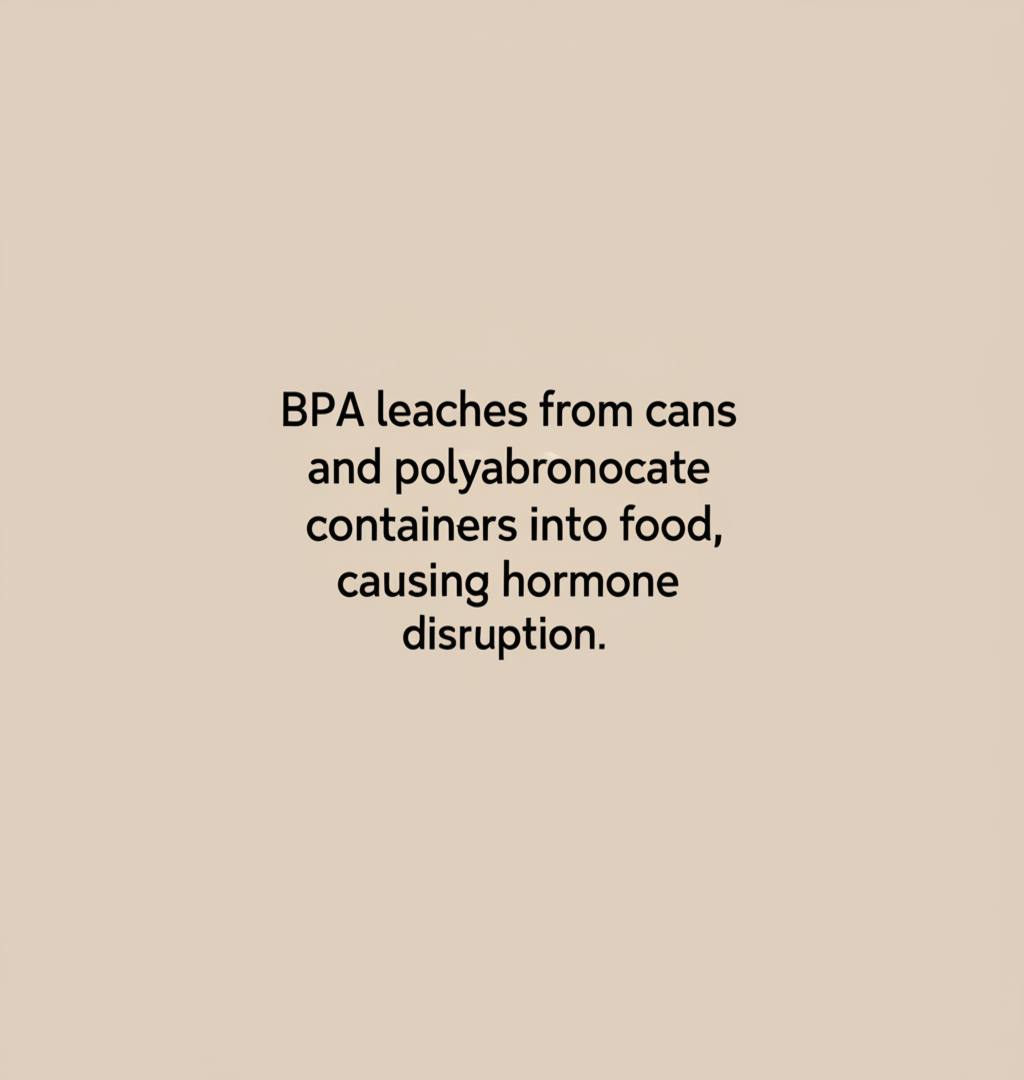 BPA leaches from cans
and polyabronocate
containers into food,
causing hormone
disruption.